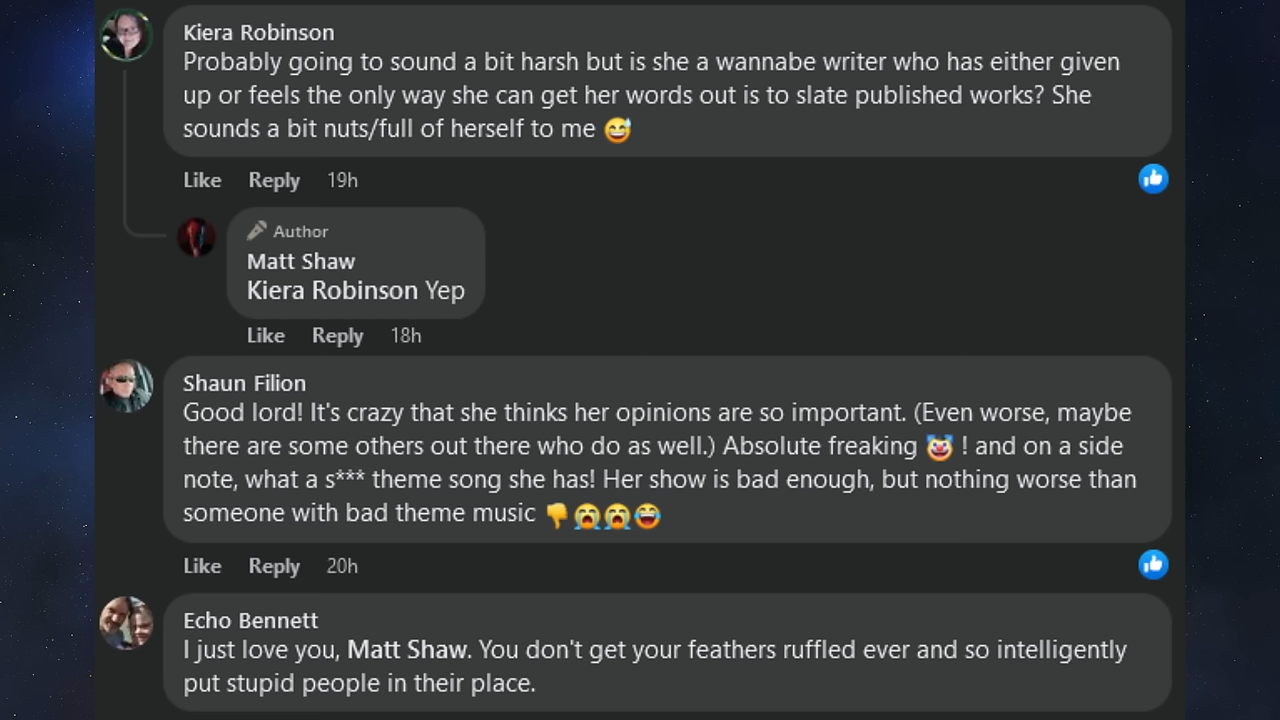 Kiera Robinson
Probably going to sound a bit harsh but is she a wannabe writer who has either given
up or feels the only way she can get her words out is to slate published works? She
sounds a bit nuts/full of herself to me 😅
Like Reply 19h
Author
Matt Shaw
Kiera Robinson Yep
Like Reply 18h
Shaun Filion
Good lord! It's crazy that she thinks her opinions are so important. (Even worse, maybe
there are some others out there who do as well.) Absolute freaking 🤡 ! and on a side
note, what a s*** theme song she has! Her show is bad enough, but nothing worse than
someone with bad theme music 👎😭😭😂
Like Reply 20h
Echo Bennett
I just love you, Matt Shaw. You don't get your feathers ruffled ever and so intelligently
put stupid people in their place.